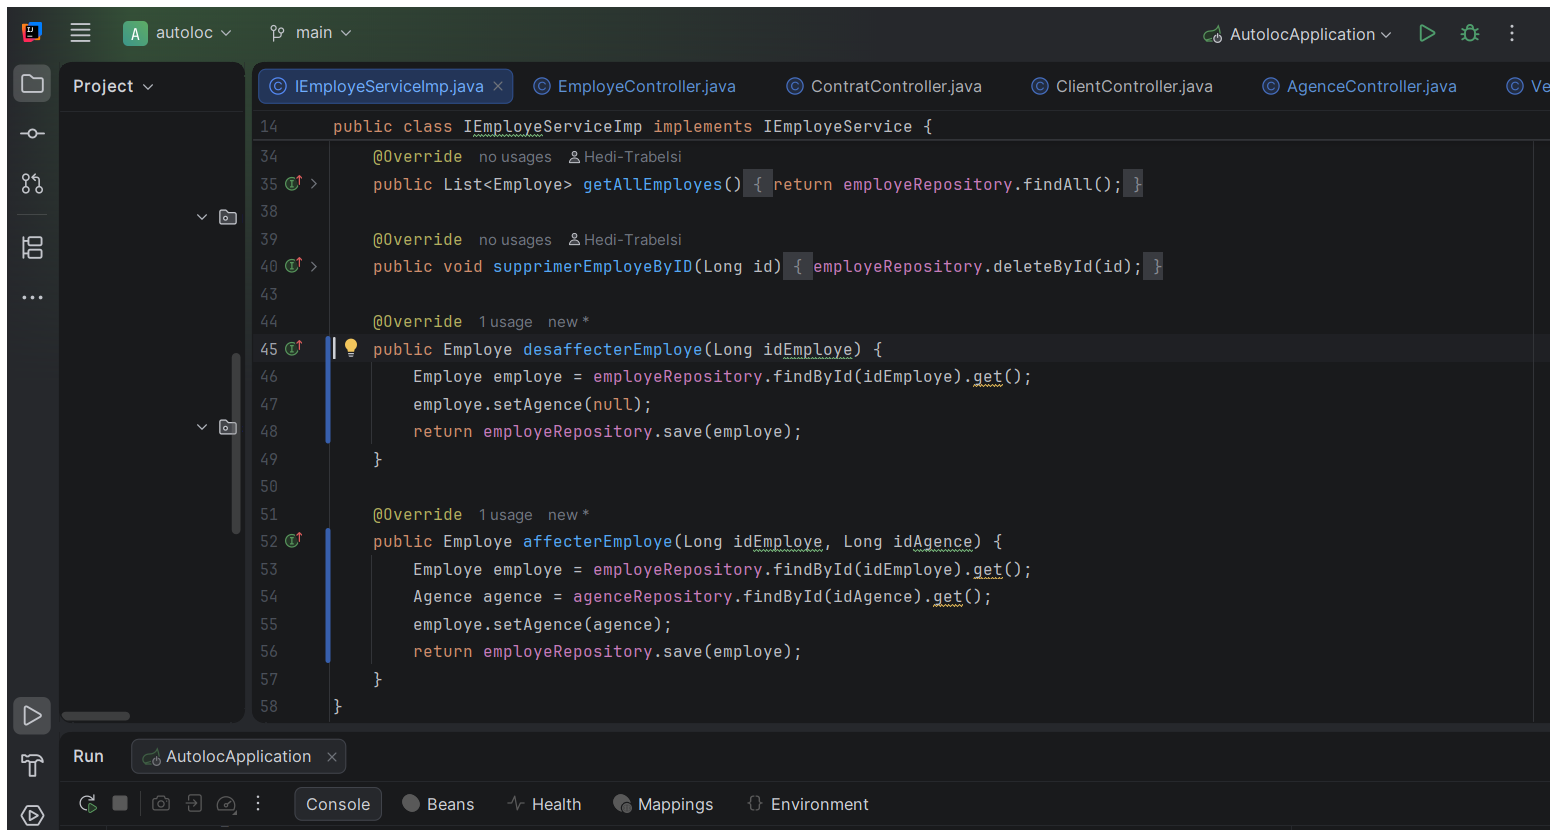 A autoloc main AutolocApplication
Project
IEmployeServiceImp.java EmployeController.java ContratController.java ClientController.java AgenceController.java Ve
14 public class IEmployeServiceImp implements IEmployeService {
34 @Override no usages Hedi-Trabelsi
35 public List<Employe> getAllEmployes() { return employeRepository.findAll(); }
38
39 @Override no usages Hedi-Trabelsi
40 public void supprimerEmployeByID(Long id) { employeRepository.deleteById(id); }
43
44 @Override 1 usage new *
45 public Employe desaffecterEmploye(Long idEmploye) {
46 Employe employe = employeRepository.findById(idEmploye).get();
47 employe.setAgence(null);
48 return employeRepository.save(employe);
49 }
50
51 @Override 1 usage new *
52 public Employe affecterEmploye(Long idEmploye, Long idAgence) {
53 Employe employe = employeRepository.findById(idEmploye).get();
54 Agence agence = agenceRepository.findById(idAgence).get();
55 employe.setAgence(agence);
56 return employeRepository.save(employe);
57 }
58 }
Run AutolocApplication
Console Beans Health Mappings Environment